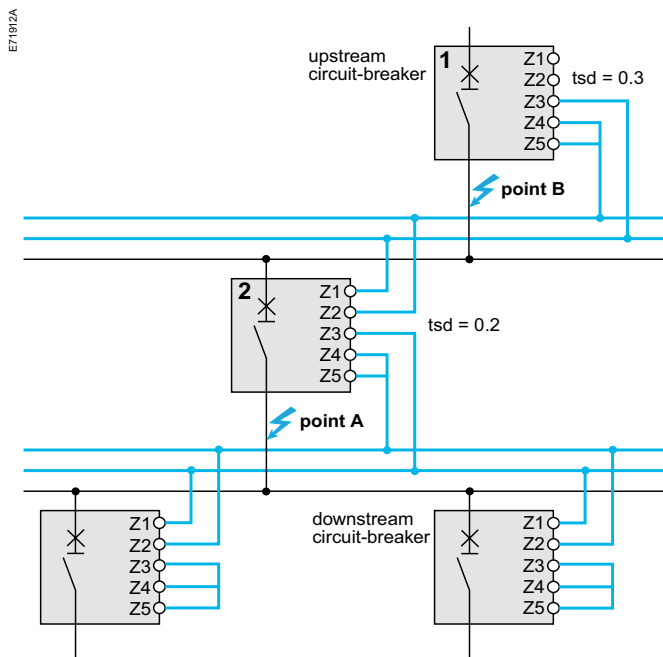 E71912A
upstream
circuit-breaker
1
Z1
Z2
Z3
Z4
Z5
tsd = 0.3
point B
2
Z1
Z2
Z3
Z4
Z5
tsd = 0.2
point A
Z1
Z2
Z3
Z4
Z5
downstream
circuit-breaker
Z1
Z2
Z3
Z4
Z5